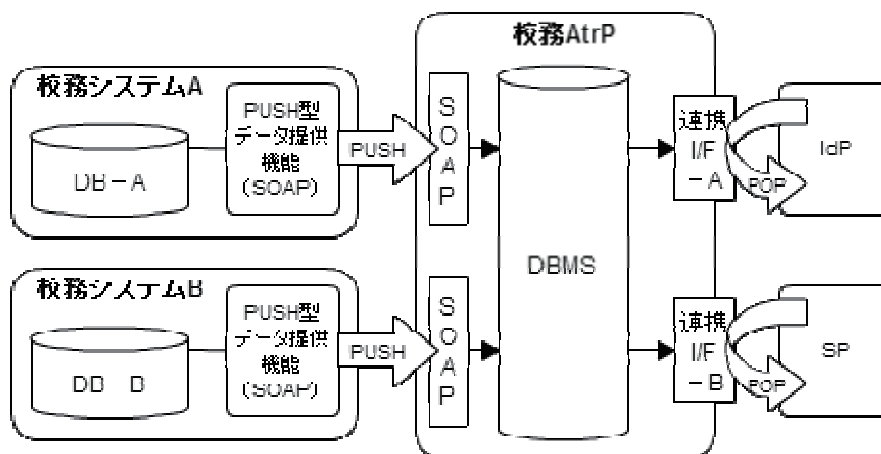 校務AtrP
校務システムA
PUSH型
データ提供
機能
(SOAP)
DB－A
PUSH
S
O
A
P
DBMS
連携
I/F
－A
POP
IdP
校務システムB
PUSH型
データ提供
機能
(SOAP)
DB－B
PUSH
S
O
A
P
連携
I/F
－B
POP
SP